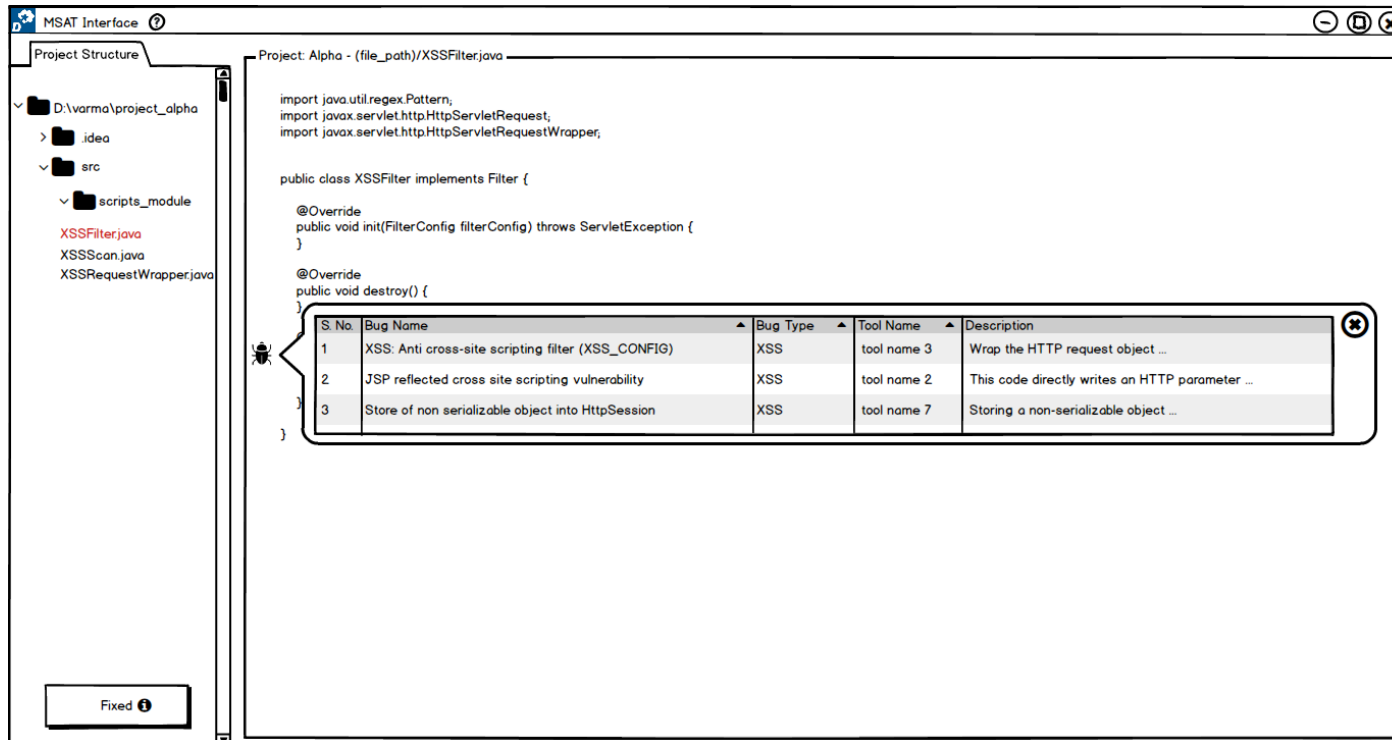 MSAT Interface ?
Project Structure
D:\varma\project_alpha
.idea
src
scripts_module
XSSFilter.java
XSSScan.java
XSSRequestWrapper.java
Fixed i
Project: Alpha - (file_path)/XSSFilter.java
import java.util.regex.Pattern;
import javax.servlet.http.HttpServletRequest;
import javax.servlet.http.HttpServletRequestWrapper;
public class XSSFilter implements Filter {
@Override
public void init(FilterConfig filterConfig) throws ServletException {
}
@Override
public void destroy() {
}
S. No. Bug Name Bug Type Tool Name Description
1 XSS: Anti cross-site scripting filter (XSS_CONFIG) XSS tool name 3 Wrap the HTTP request object ...
2 JSP reflected cross site scripting vulnerability XSS tool name 2 This code directly writes an HTTP parameter ...
3 Store of non serializable object into HttpSession XSS tool name 7 Storing a non-serializable object ...
}
}